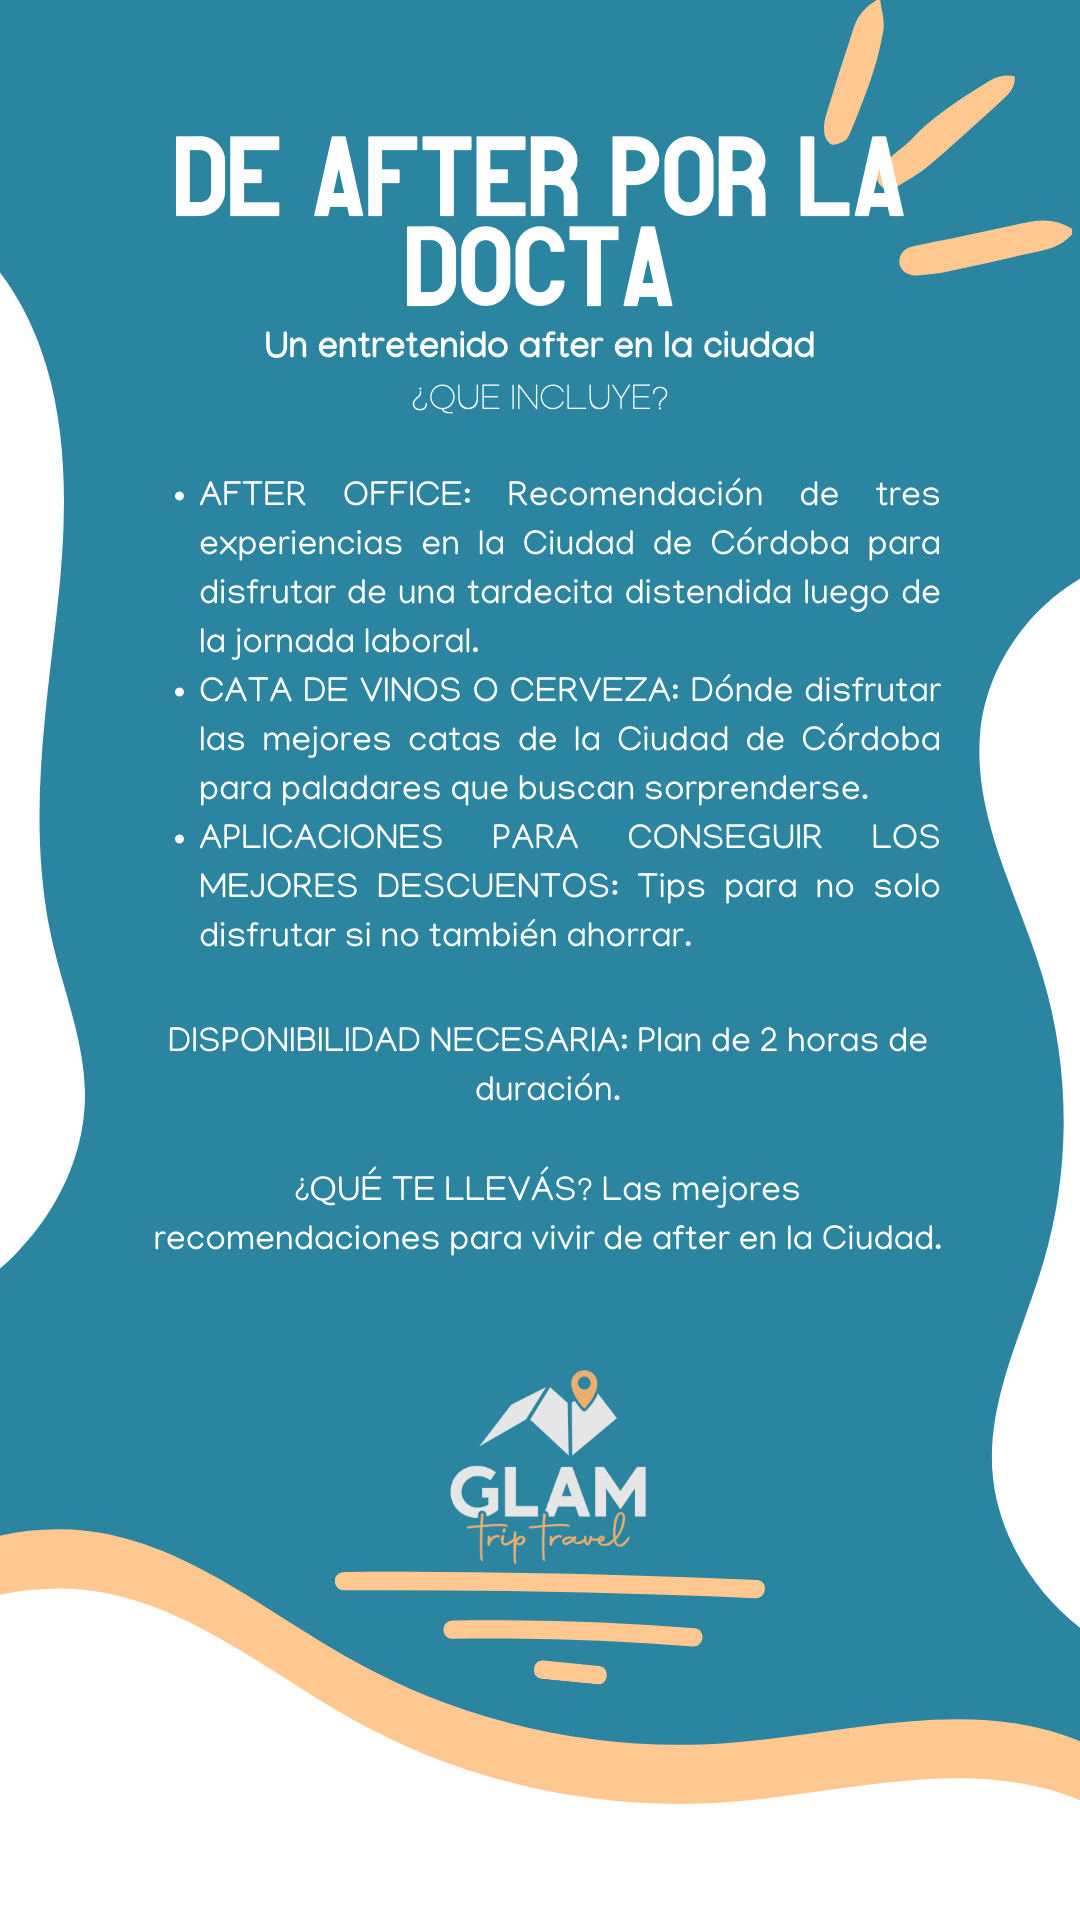 DE AFTER POR LA
DOCTA
Un entretenido after en la ciudad
¿QUE INCLUYE?
• AFTER OFFICE: Recomendación de tres
experiencias en la Ciudad de Córdoba para
disfrutar de una tardecita distendida luego de
la jornada laboral.
• CATA DE VINOS O CERVEZA: Dónde disfrutar
las mejores catas de la Ciudad de Córdoba
para paladares que buscan sorprenderse.
• APLICACIONES PARA CONSEGUIR LOS
MEJORES DESCUENTOS: Tips para no solo
disfrutar si no también ahorrar.
DISPONIBILIDAD NECESARIA: Plan de 2 horas de
duración.
¿QUÉ TE LLEVÁS? Las mejores
recomendaciones para vivir de after en la Ciudad.
GLAM
Trip Travel